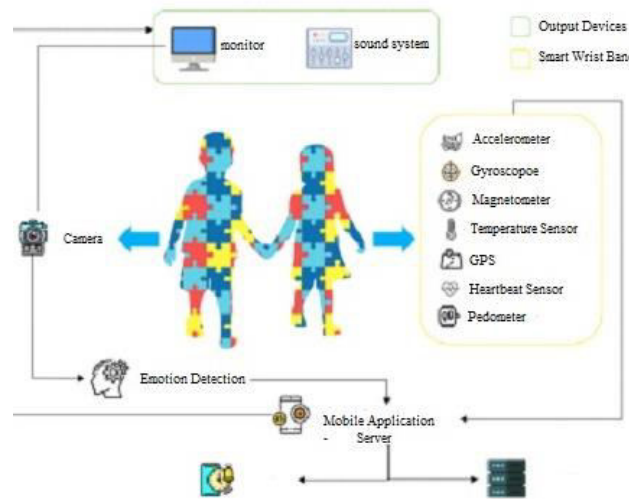 Output Devices
monitor
sound system
Smart Wrist Band
Accelerometer
Gyroscopoe
Magnetometer
Camera
Temperature Sensor
GPS
Heartbeat Sensor
Pedometer
Emotion Detection
Mobile Application
- Server